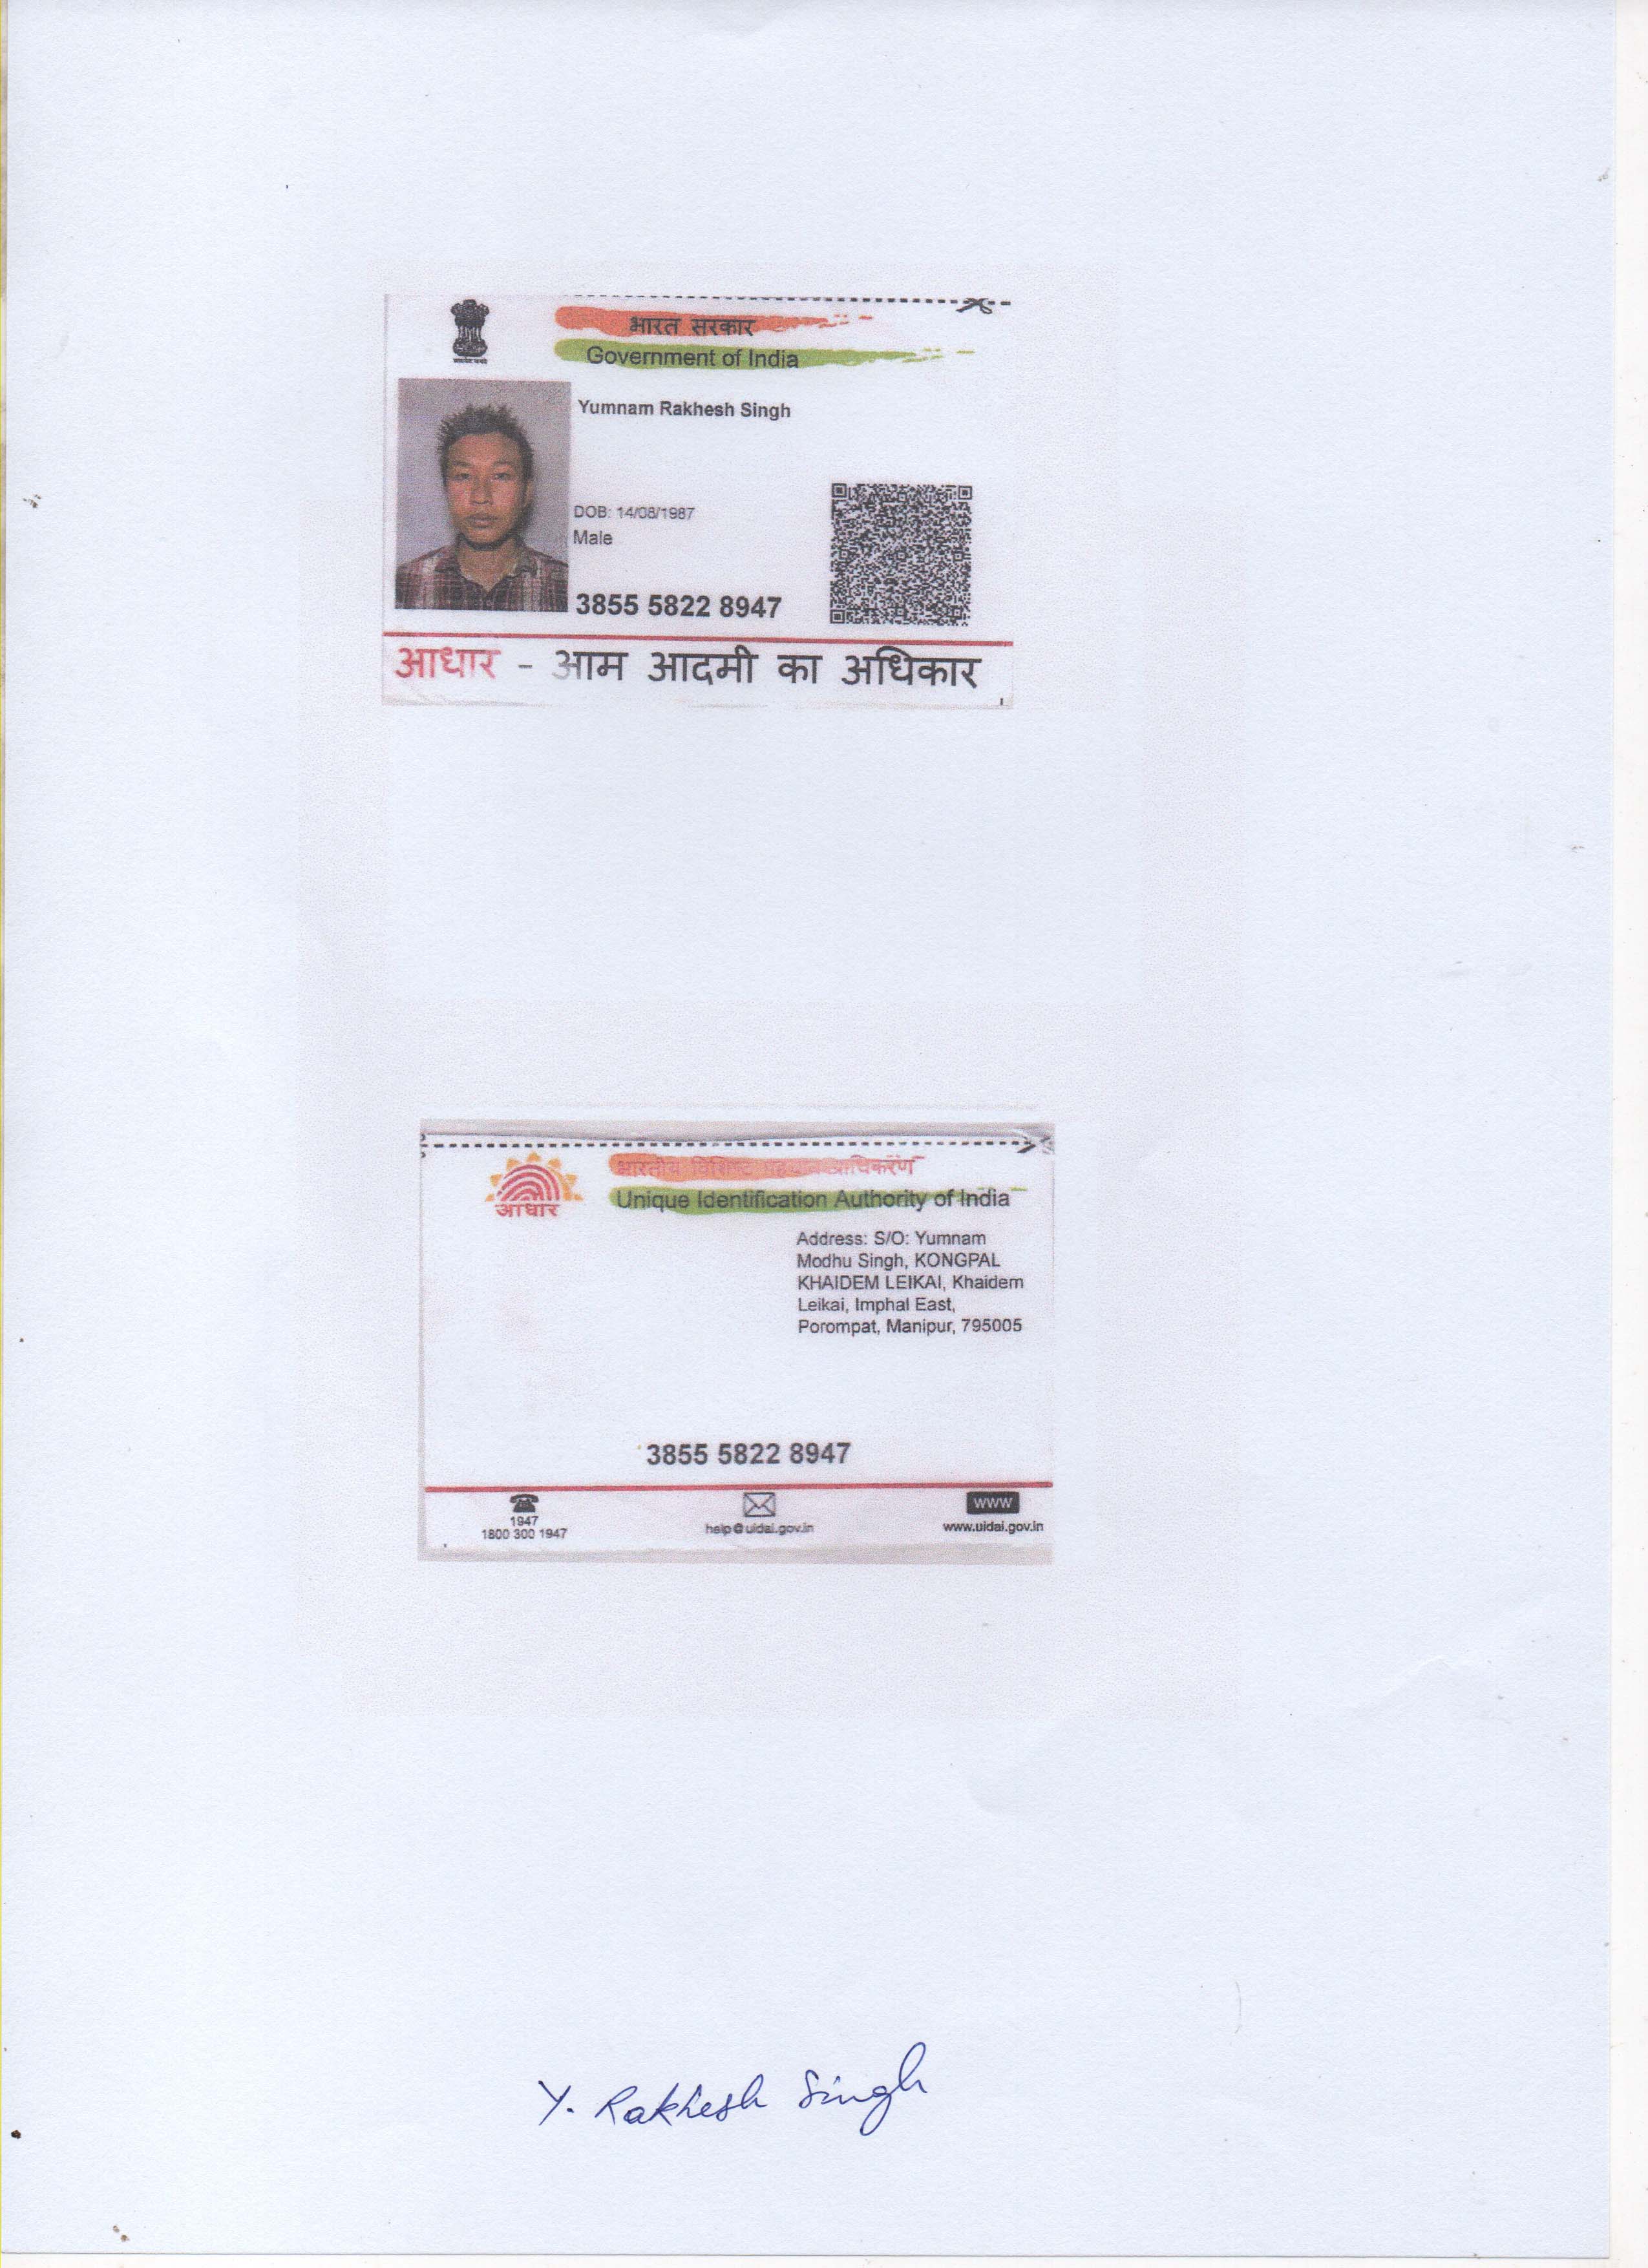 भारत सरकार
Government of India
Yumnam Rakhesh Singh
DOB: 14/08/1987
Male
3855 5822 8947
आधार - आम आदमी का अधिकार
भारतीय विशिष्ट पहचान प्राधिकरण
Unique Identification Authority of India
आधार
Address: S/O: Yumnam
Modhu Singh, KONGPAL
KHAIDEM LEIKAI, Khaidem
Leikai, Imphal East,
Porompat, Manipur, 795005
3855 5822 8947
1947
1800 300 1947
help@uidai.gov.in
WWW
www.uidai.gov.in
Y. Rakhesh Singh